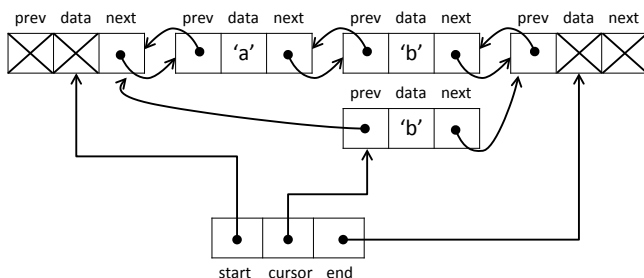 prev data next prev data next prev data next prev data next
‘a’ ‘b’
prev data next
‘b’
start cursor end